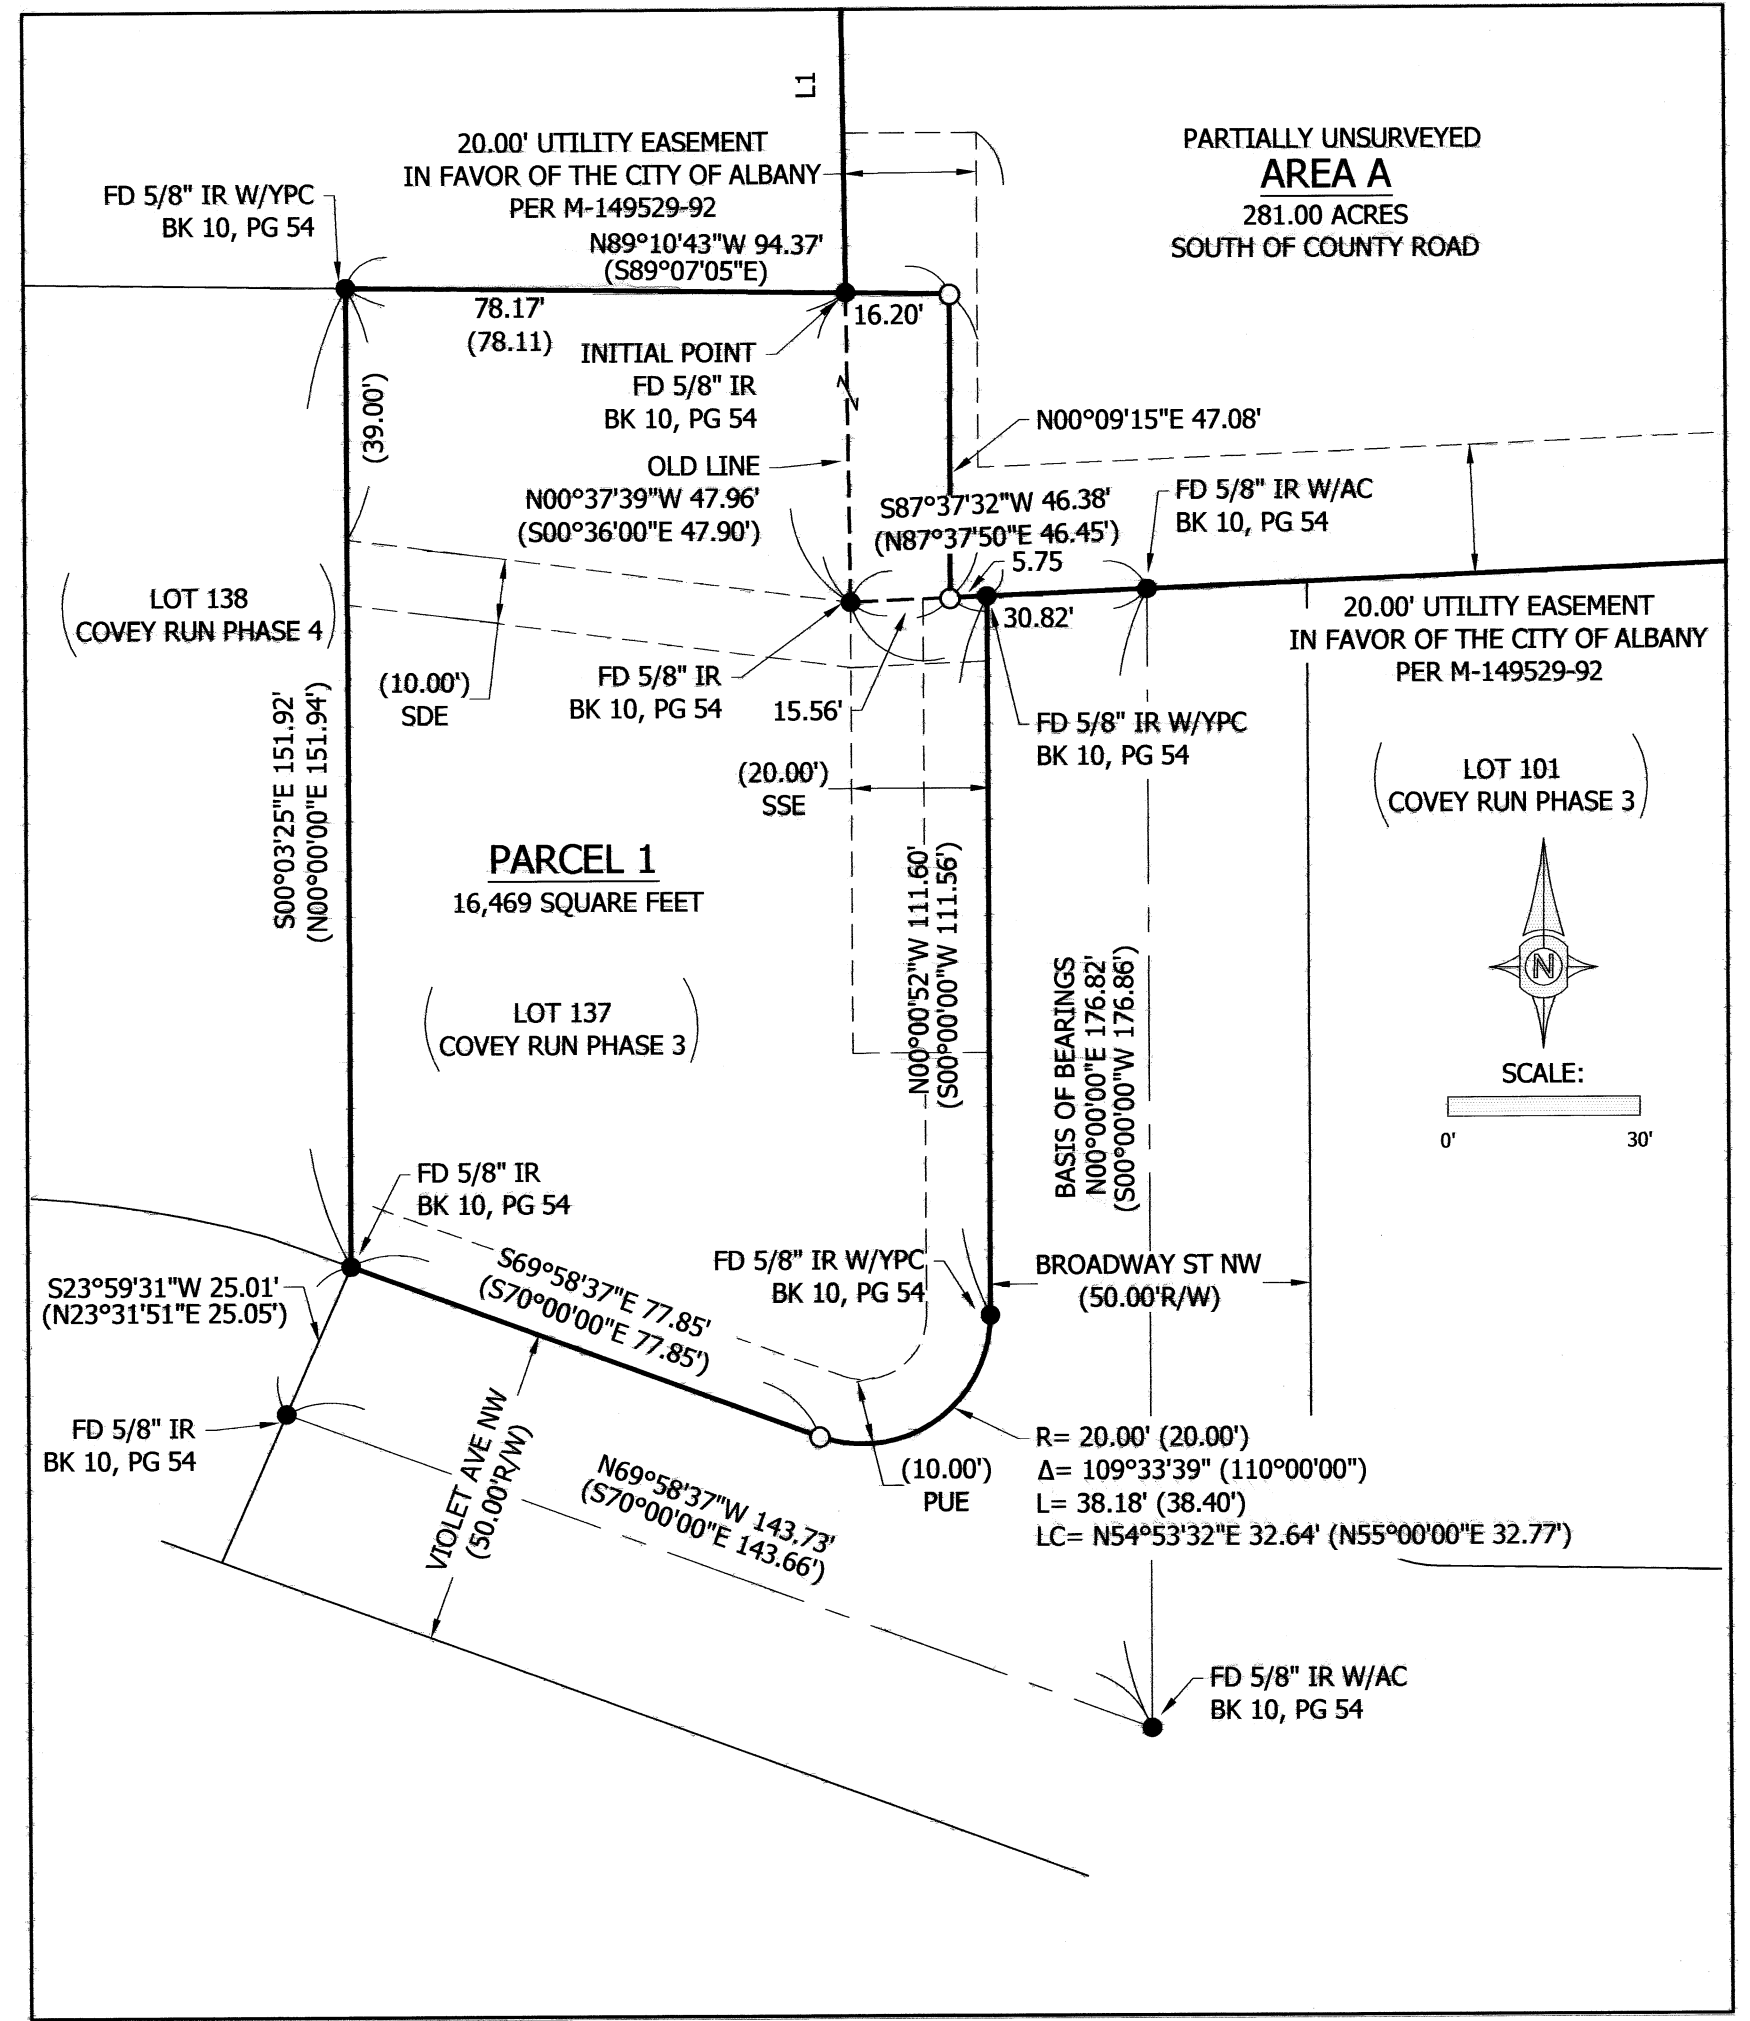 L1
20.00' UTILITY EASEMENT
IN FAVOR OF THE CITY OF ALBANY
PER M-149529-92
PARTIALLY UNSURVEYED
AREA A
281.00 ACRES
SOUTH OF COUNTY ROAD
FD 5/8" IR W/YPC
BK 10, PG 54
N89°10'43"W 94.37'
(S89°07'05"E)
78.17'
(78.11)
16.20'
INITIAL POINT
FD 5/8" IR
BK 10, PG 54
(39.00')
N00°09'15"E 47.08'
OLD LINE
N00°37'39"W 47.96'
(S00°36'00"E 47.90')
S87°37'32"W 46.38'
(N87°37'50"E 46.45')
5.75
30.82'
FD 5/8" IR W/AC
BK 10, PG 54
LOT 138
COVEY RUN PHASE 4
20.00' UTILITY EASEMENT
IN FAVOR OF THE CITY OF ALBANY
PER M-149529-92
(10.00')
SDE
FD 5/8" IR
BK 10, PG 54
15.56'
FD 5/8" IR W/YPC
BK 10, PG 54
(20.00')
SSE
LOT 101
COVEY RUN PHASE 3
S00°03'25"E 151.92'
(N00°00'00"E 151.94')
PARCEL 1
16,469 SQUARE FEET
N00°00'52"W 111.60'
(S00°00'00"W 111.56')
LOT 137
COVEY RUN PHASE 3
BASIS OF BEARINGS
N00°00'00"E 176.82'
(S00°00'00"W 176.86')
N
SCALE:
0' 30'
FD 5/8" IR
BK 10, PG 54
S69°58'37"E 77.85'
(S70°00'00"E 77.85')
FD 5/8" IR W/YPC
BK 10, PG 54
BROADWAY ST NW
(50.00'R/W)
S23°59'31"W 25.01'
(N23°31'51"E 25.05')
FD 5/8" IR
BK 10, PG 54
VIOLET AVE NW
(50.00'R/W)
N69°58'37"W 143.73'
(S70°00'00"E 143.66')
(10.00')
PUE
R= 20.00' (20.00')
Δ= 109°33'39" (110°00'00")
L= 38.18' (38.40')
LC= N54°53'32"E 32.64' (N55°00'00"E 32.77')
FD 5/8" IR W/AC
BK 10, PG 54